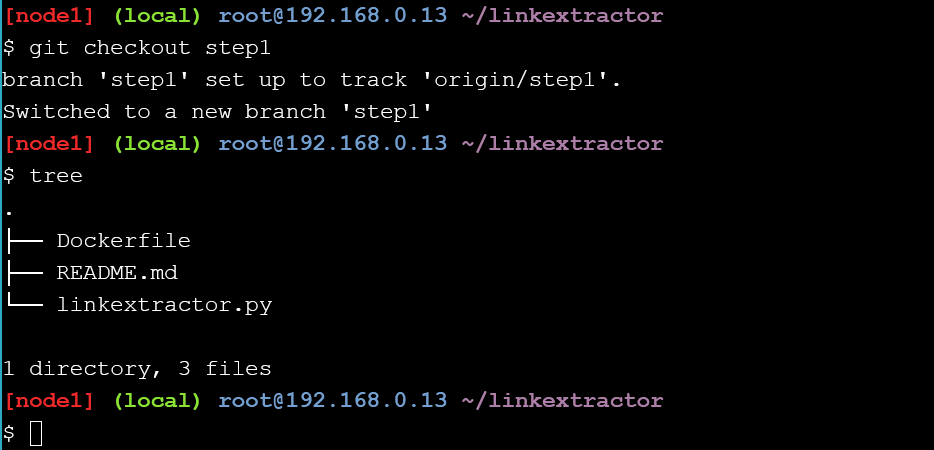 [node1] (local) root@192.168.0.13 ~/linkextractor
$ git checkout step1
branch 'step1' set up to track 'origin/step1'.
Switched to a new branch 'step1'
[node1] (local) root@192.168.0.13 ~/linkextractor
$ tree
.
├── Dockerfile
├── README.md
└── linkextractor.py
1 directory, 3 files
[node1] (local) root@192.168.0.13 ~/linkextractor
$